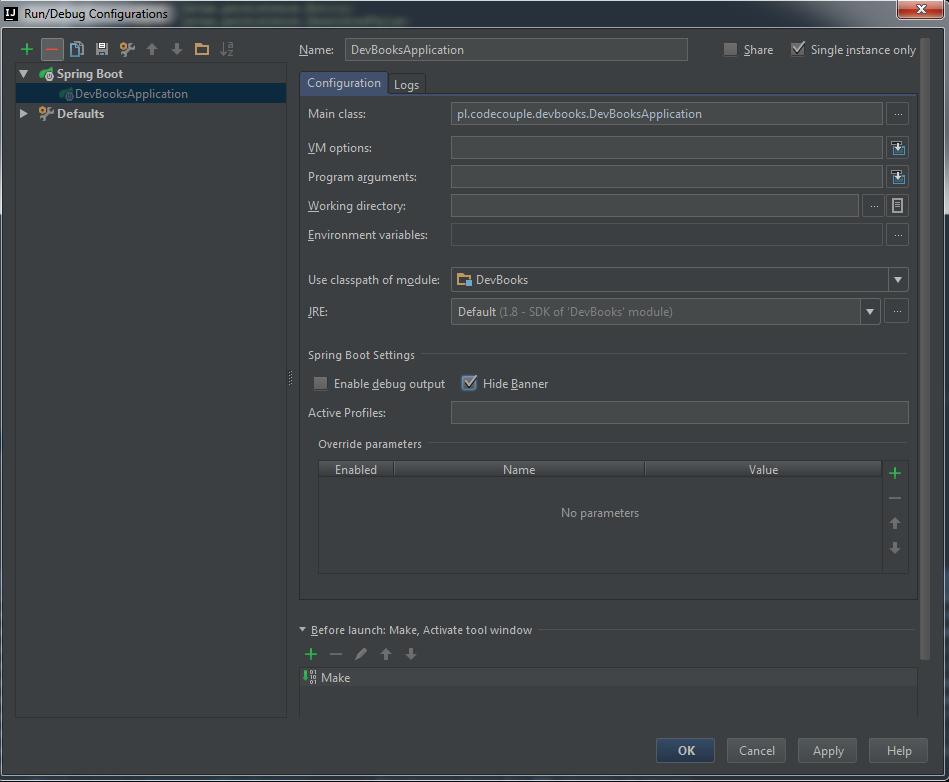 Run/Debug Configurations
Name: DevBooksApplication Share Single instance only
Spring Boot
DevBooksApplication
Defaults
Configuration Logs
Main class: pl.codecouple.devbooks.DevBooksApplication
VM options:
Program arguments:
Working directory:
Environment variables:
Use classpath of module: DevBooks
JRE: Default (1.8 - SDK of 'DevBooks' module)
Spring Boot Settings
Enable debug output Hide Banner
Active Profiles:
Override parameters
Enabled Name Value
No parameters
Before launch: Make, Activate tool window
Make
OK Cancel Apply Help